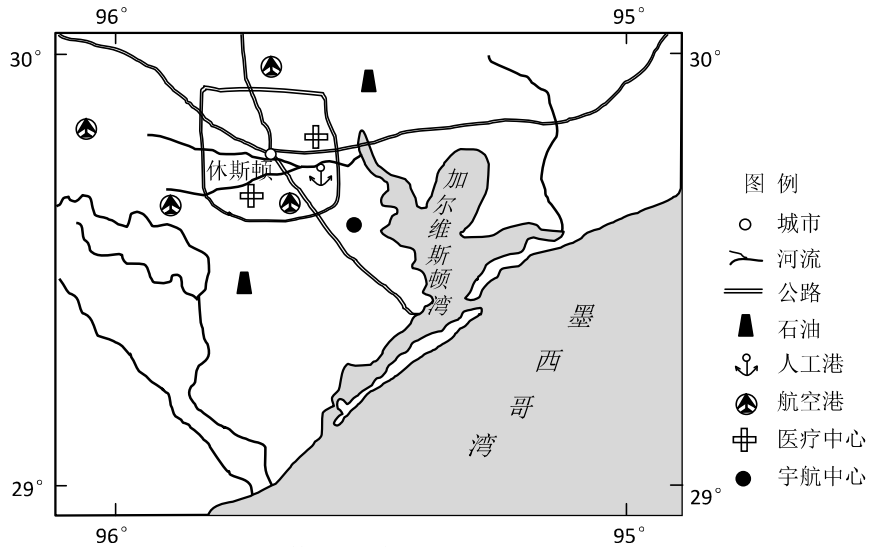 96° 95°
30° 30°
休斯顿
加尔维斯顿湾
墨西哥湾
29° 29°
96° 95°
图 例
城市
河流
公路
石油
人工港
航空港
医疗中心
宇航中心